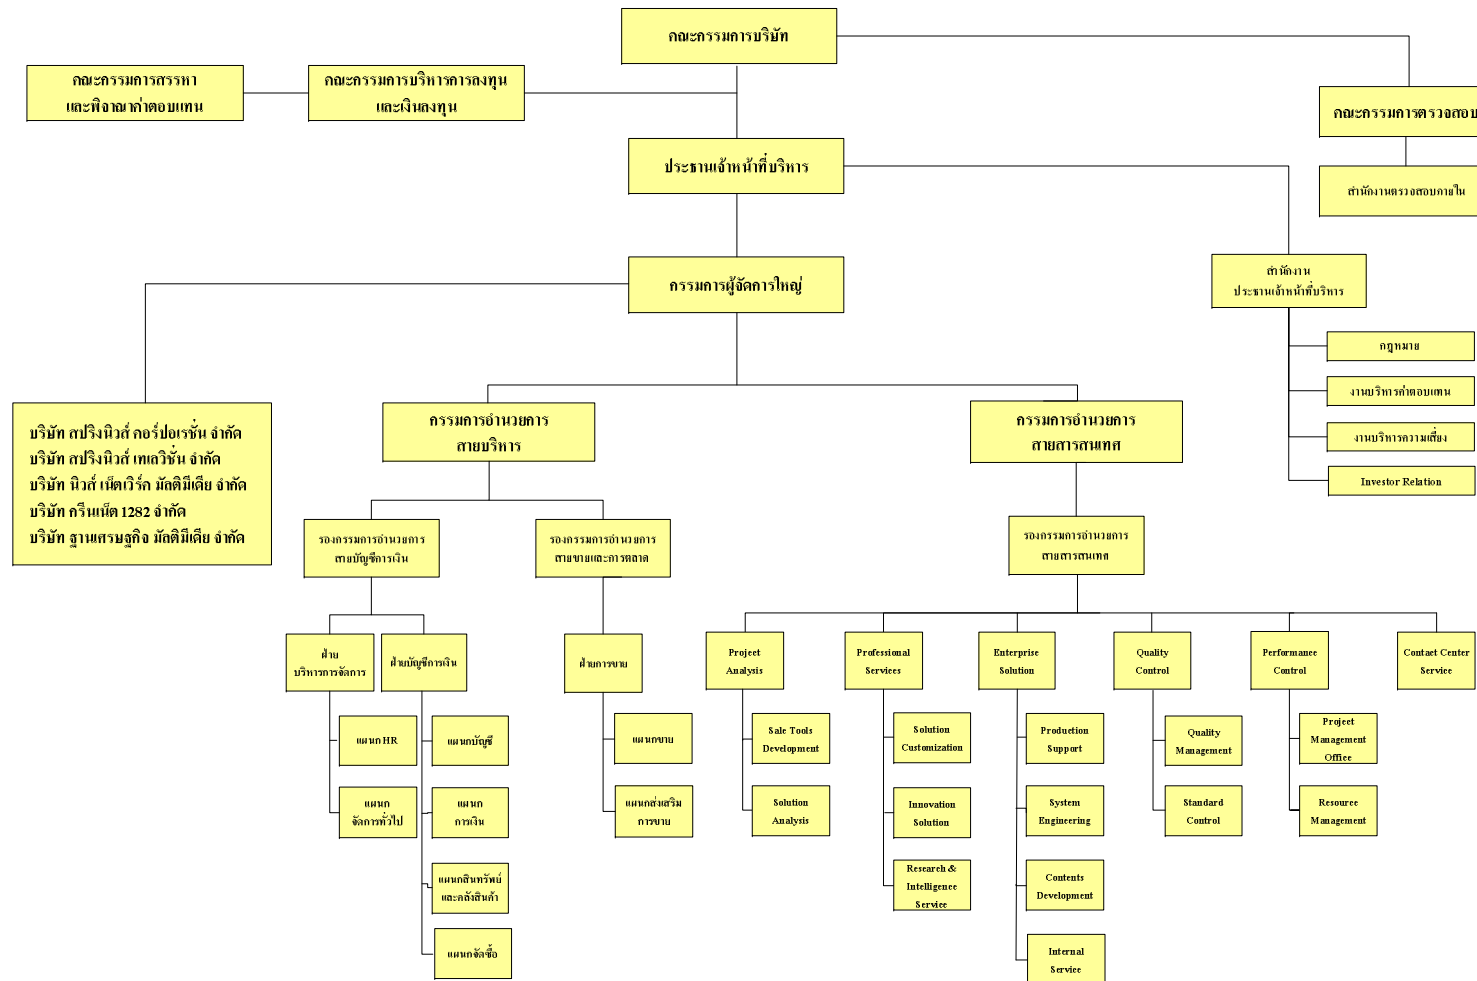 คณะกรรมการบริษัท
คณะกรรมการสรรหา
และพิจาณาค่าตอบแทน
คณะกรรมการบริหารการลงทุน
และเงินลงทุน
คณะกรรมการตรวจสอบ
ประธานเจ้าหน้าที่บริหาร
สำนักงานตรวจสอบภายใน
กรรมการผู้จัดการใหญ่
สำนักงาน
ประธานเจ้าหน้าที่บริหาร
กฎหมาย
งานบริหารค่าตอบแทน
งานบริหารความเสี่ยง
Investor Relation
บริษัท สปริงนิวส์ คอร์ปอเรชั่น จำกัด
บริษัท สปริงนิวส์ เทเลวิชั่น จำกัด
บริษัท นิวส์ เน็ตเวิร์ก มัลติมีเดีย จำกัด
บริษัท กรีนเน็ต 1282 จำกัด
บริษัท ฐานเศรษฐกิจ มัลติมีเดีย จำกัด
กรรมการอำนวยการ
สายบริหาร
กรรมการอำนวยการ
สายสารสนเทศ
รองกรรมการอำนวยการ
สายบัญชีการเงิน
รองกรรมการอำนวยการ
สายขายและการตลาด
รองกรรมการอำนวยการ
สายสารสนเทศ
ฝ่าย
บริหารการจัดการ
ฝ่ายบัญชีการเงิน
ฝ่ายการขาย
Project
Analysis
Professional
Services
Enterprise
Solution
Quality
Control
Performance
Control
Contact Center
Service
แผนก HR
แผนกบัญชี
แผนกขาย
Sale Tools
Development
Solution
Customization
Production
Support
Quality
Management
Project
Management
Office
แผนก
จัดการทั่วไป
แผนก
การเงิน
แผนกส่งเสริม
การขาย
Solution
Analysis
Innovation
Solution
System
Engineering
Standard
Control
Resource
Management
แผนกสินทรัพย์
และคลังสินค้า
Research &
Intelligence
Service
Contents
Development
แผนกจัดซื้อ
Internal
Service